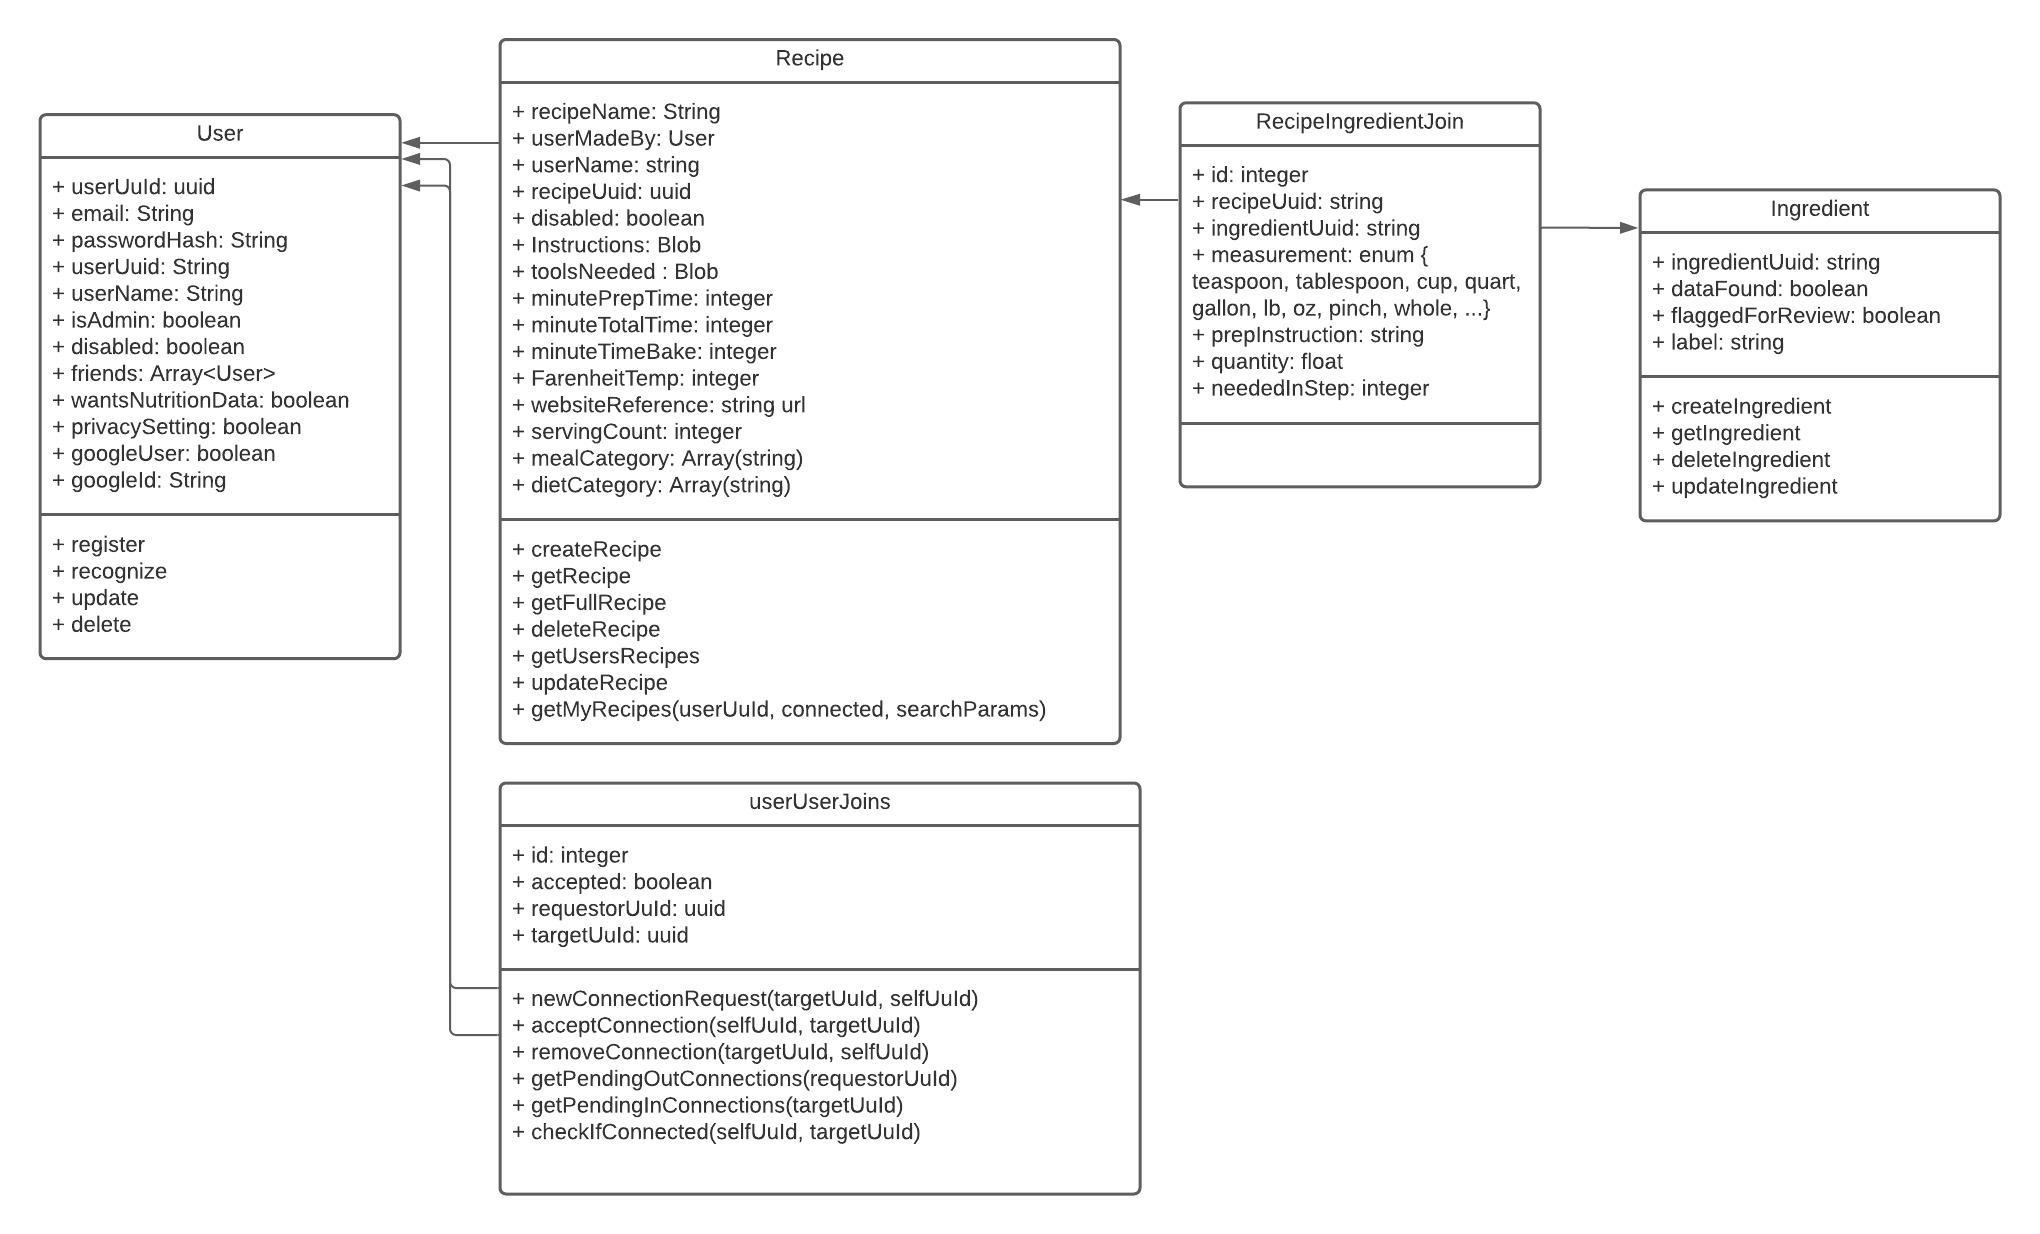 User
+ userUuId: uuid
+ email: String
+ passwordHash: String
+ userUuid: String
+ userName: String
+ isAdmin: boolean
+ disabled: boolean
+ friends: Array<User>
+ wantsNutritionData: boolean
+ privacySetting: boolean
+ googleUser: boolean
+ googleId: String
+ register
+ recognize
+ update
+ delete
Recipe
+ recipeName: String
+ userMadeBy: User
+ userName: string
+ recipeUuid: uuid
+ disabled: boolean
+ Instructions: Blob
+ toolsNeeded : Blob
+ minutePrepTime: integer
+ minuteTotalTime: integer
+ minuteTimeBake: integer
+ FarenheitTemp: integer
+ websiteReference: string url
+ servingCount: integer
+ mealCategory: Array(string)
+ dietCategory: Array(string)
+ createRecipe
+ getRecipe
+ getFullRecipe
+ deleteRecipe
+ getUsersRecipes
+ updateRecipe
+ getMyRecipes(userUuId, connected, searchParams)
RecipeIngredientJoin
+ id: integer
+ recipeUuid: string
+ ingredientUuid: string
+ measurement: enum {
teaspoon, tablespoon, cup, quart,
gallon, lb, oz, pinch, whole, ...}
+ prepInstruction: string
+ quantity: float
+ neededInStep: integer
Ingredient
+ ingredientUuid: string
+ dataFound: boolean
+ flaggedForReview: boolean
+ label: string
+ createIngredient
+ getIngredient
+ deleteIngredient
+ updateIngredient
userUserJoins
+ id: integer
+ accepted: boolean
+ requestorUuId: uuid
+ targetUuId: uuid
+ newConnectionRequest(targetUuId, selfUuId)
+ acceptConnection(selfUuId, targetUuId)
+ removeConnection(targetUuId, selfUuId)
+ getPendingOutConnections(requestorUuId)
+ getPendingInConnections(targetUuId)
+ checkIfConnected(selfUuId, targetUuId)